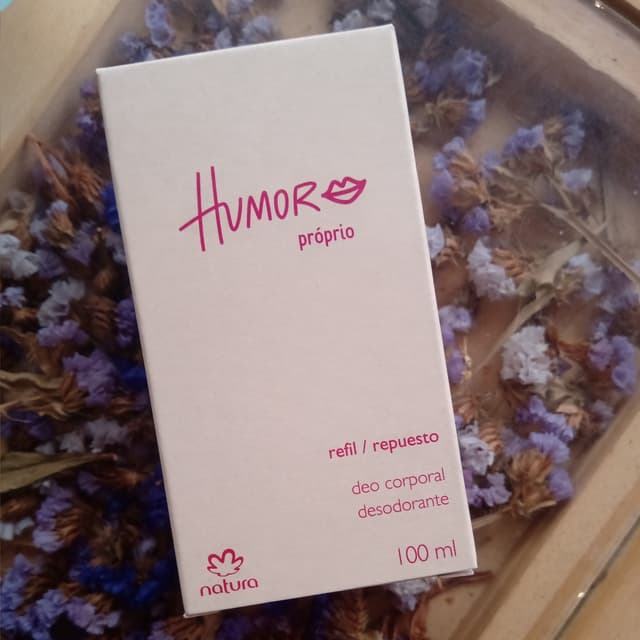 HUMOR
próprio
refil / repuesto
deo corporal
desodorante
100 ml
natura